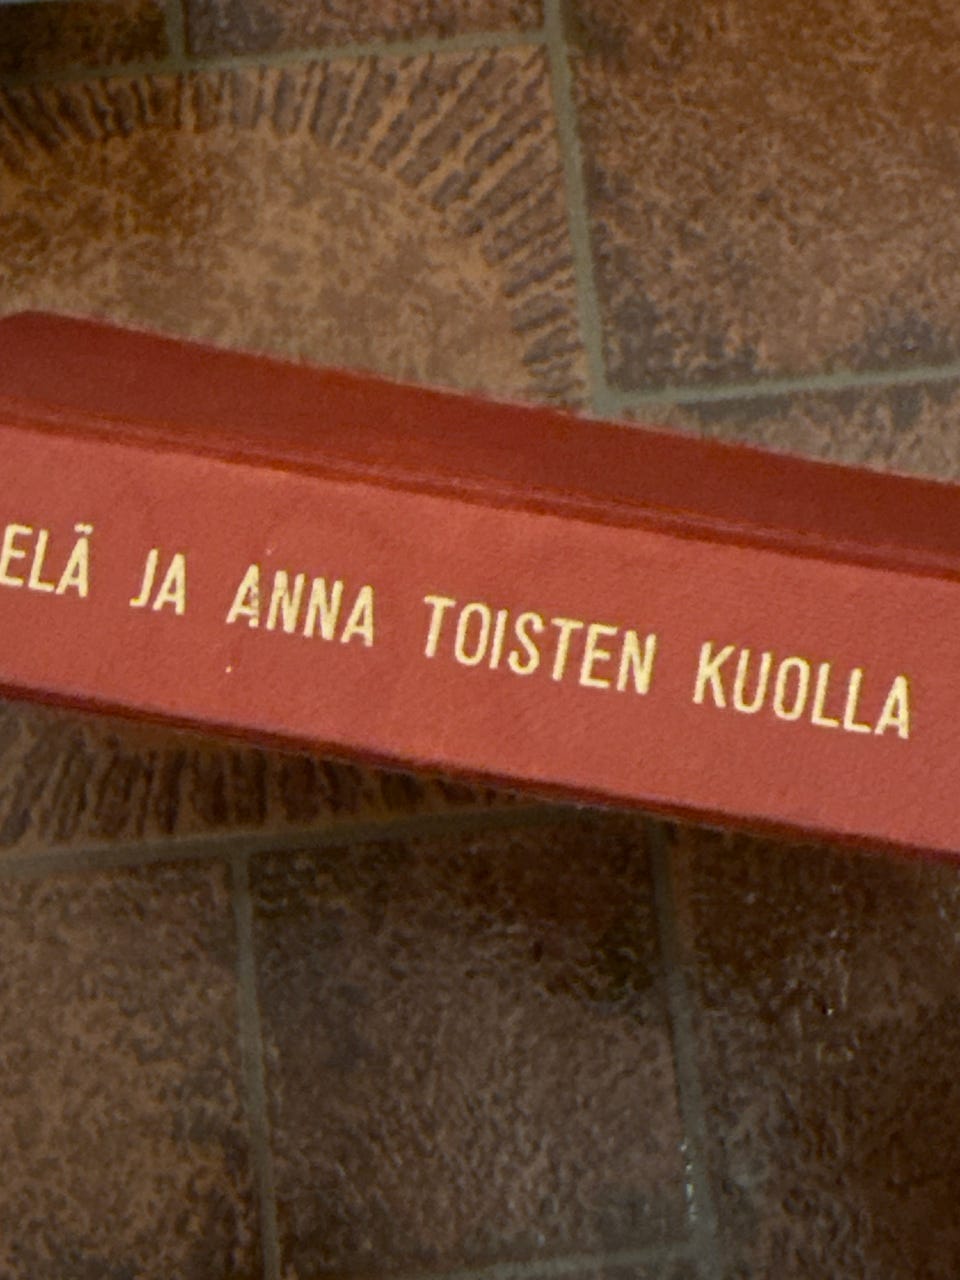 ELÄ JA ANNA TOISTEN KUOLLA